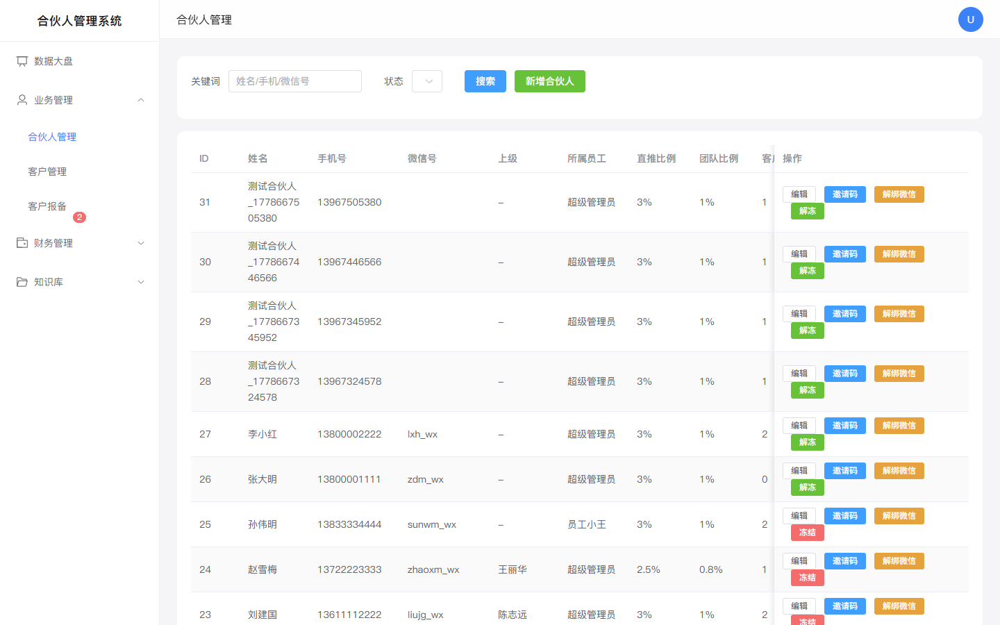 合伙人管理系统
合伙人管理
U
数据大盘
业务管理
合伙人管理
客户管理
客户报备
2
财务管理
知识库
关键词 姓名/手机/微信号 状态 搜索 新增合伙人
ID 姓名 手机号 微信号 上级 所属员工 直推比例 团队比例 客 操作
31 测试合伙人_1778667505380 13967505380 – 超级管理员 3% 1% 1 编辑 邀请码 解绑微信 解冻
30 测试合伙人_1778667446566 13967446566 – 超级管理员 3% 1% 1 编辑 邀请码 解绑微信 解冻
29 测试合伙人_1778667345952 13967345952 – 超级管理员 3% 1% 1 编辑 邀请码 解绑微信 解冻
28 测试合伙人_1778667324578 13967324578 – 超级管理员 3% 1% 1 编辑 邀请码 解绑微信 解冻
27 李小红 13800002222 lxh_wx – 超级管理员 3% 1% 2 编辑 邀请码 解绑微信 解冻
26 张大明 13800001111 zdm_wx – 超级管理员 3% 1% 0 编辑 邀请码 解绑微信 解冻
25 孙伟明 13833334444 sunwm_wx – 员工小王 3% 1% 2 编辑 邀请码 解绑微信 冻结
24 赵雪梅 13722223333 zhaoxm_wx 王丽华 超级管理员 2.5% 0.8% 1 编辑 邀请码 解绑微信 冻结
23 刘建国 13611112222 liujg_wx 陈志远 超级管理员 3% 1% 2 编辑 邀请码 解绑微信 冻结